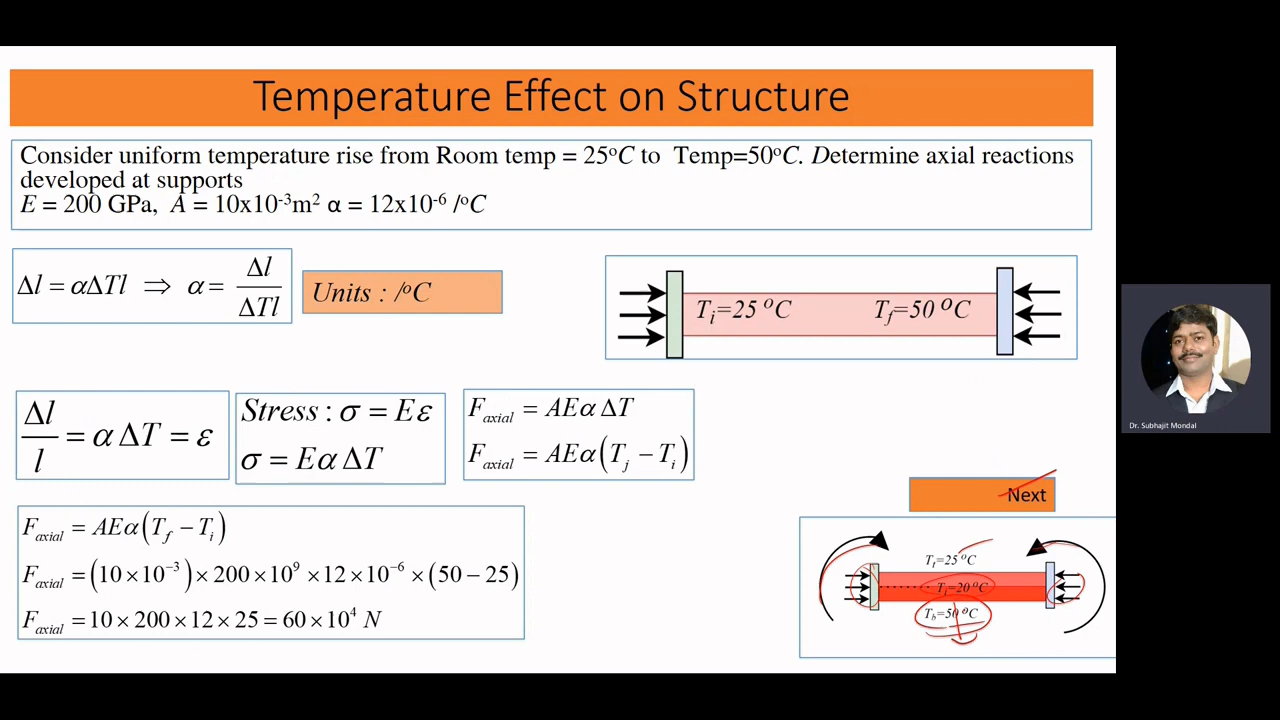 Temperature Effect on Structure
Consider uniform temperature rise from Room temp = 25°C to Temp=50°C. Determine axial reactions
developed at supports
E = 200 GPa, A = 10x10⁻³m² α = 12x10⁻⁶ /°C
Δl = αΔTl ⇒ α = Δl / ΔTl
Units : /°C
Tᵢ=25 °C T_f=50 °C
Δl / l = α ΔT = ε
Stress : σ = Eε
σ = Eα ΔT
F_axial = AEα ΔT
F_axial = AEα(T_j − T_i)
F_axial = AEα(T_f − T_i)
F_axial = (10×10⁻³)×200×10⁹×12×10⁻⁶×(50−25)
F_axial = 10×200×12×25 = 60×10⁴ N
Next
T_t=25 °C
T_i=20 °C
T_b=50 °C
Dr. Subhajit Mondal